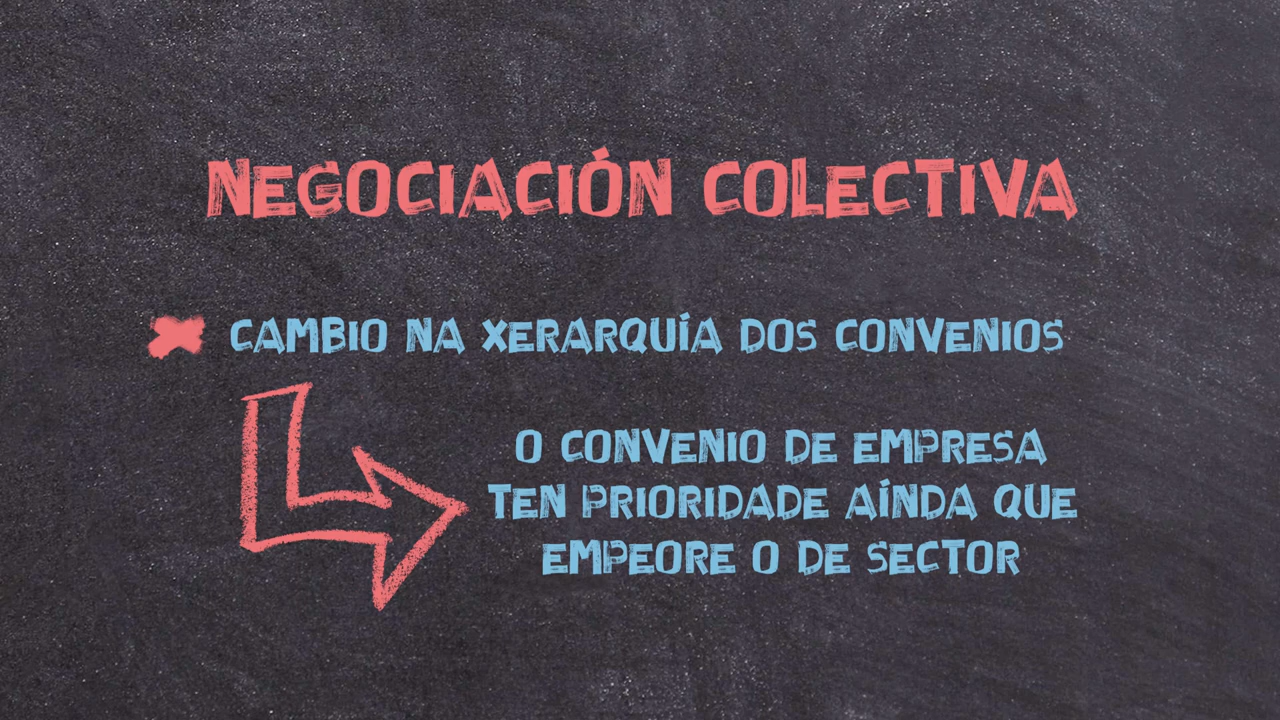 NEGOCIACIÓN COLECTIVA
CAMBIO NA XERARQUÍA DOS CONVENIOS
O CONVENIO DE EMPRESA
TEN PRIORIDADE AÍNDA QUE
EMPEORE O DE SECTOR